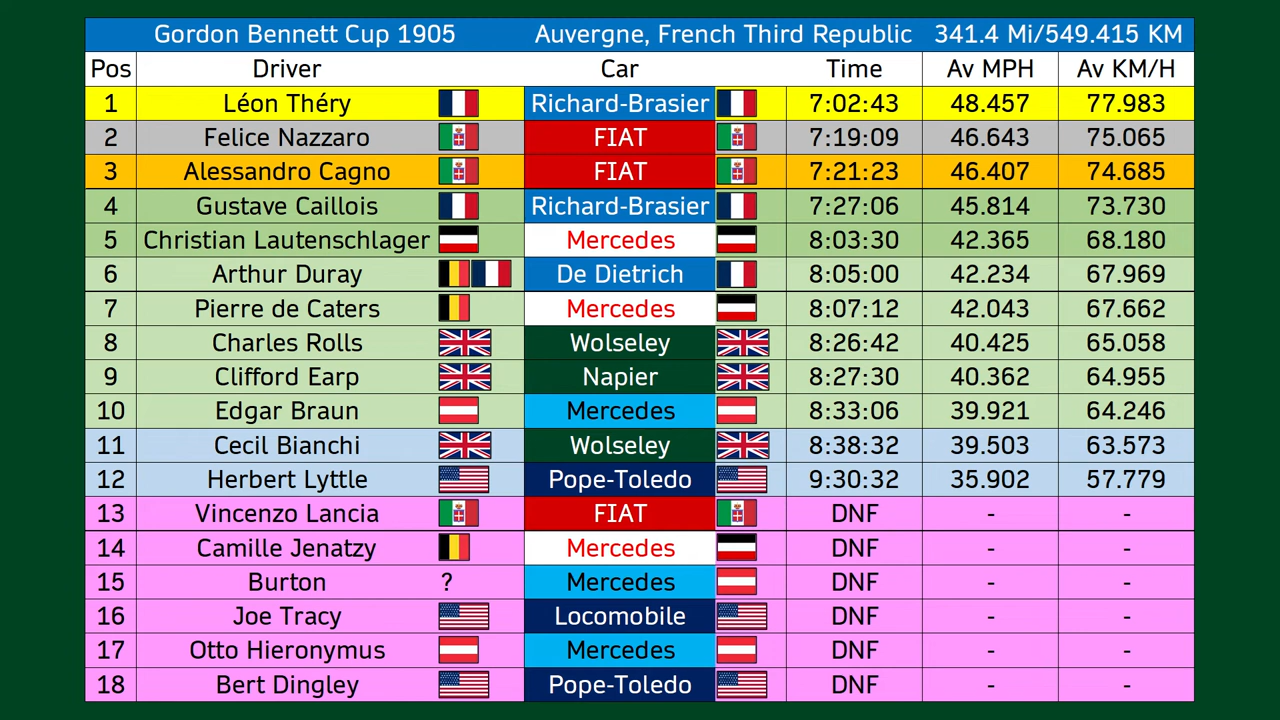 Gordon Bennett Cup 1905 Auvergne, French Third Republic 341.4 Mi/549.415 KM
Pos Driver Car Time Av MPH Av KM/H
1 Léon Théry Richard-Brasier 7:02:43 48.457 77.983
2 Felice Nazzaro FIAT 7:19:09 46.643 75.065
3 Alessandro Cagno FIAT 7:21:23 46.407 74.685
4 Gustave Caillois Richard-Brasier 7:27:06 45.814 73.730
5 Christian Lautenschlager Mercedes 8:03:30 42.365 68.180
6 Arthur Duray De Dietrich 8:05:00 42.234 67.969
7 Pierre de Caters Mercedes 8:07:12 42.043 67.662
8 Charles Rolls Wolseley 8:26:42 40.425 65.058
9 Clifford Earp Napier 8:27:30 40.362 64.955
10 Edgar Braun Mercedes 8:33:06 39.921 64.246
11 Cecil Bianchi Wolseley 8:38:32 39.503 63.573
12 Herbert Lyttle Pope-Toledo 9:30:32 35.902 57.779
13 Vincenzo Lancia FIAT DNF - -
14 Camille Jenatzy Mercedes DNF - -
15 Burton ? Mercedes DNF - -
16 Joe Tracy Locomobile DNF - -
17 Otto Hieronymus Mercedes DNF - -
18 Bert Dingley Pope-Toledo DNF - -